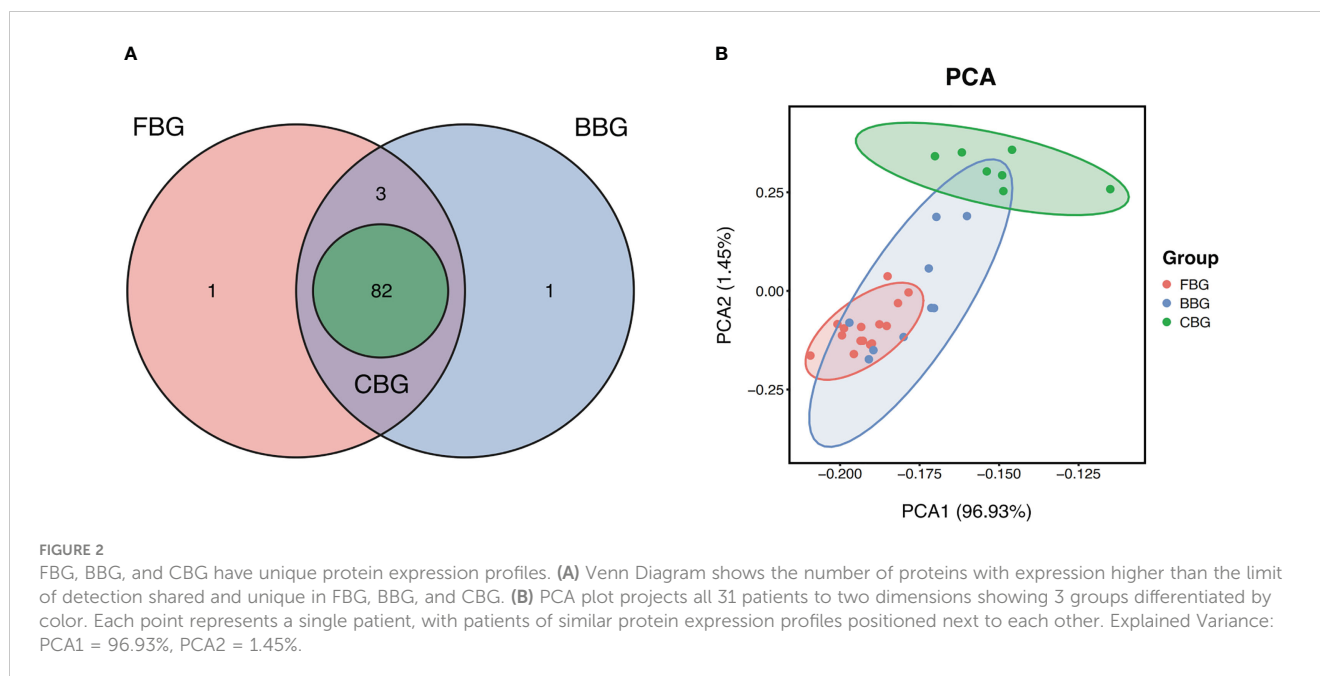 A
FBG
BBG
3
1
82
1
CBG
B
PCA
0.25
0.00
−0.25
PCA2 (1.45%)
−0.200
−0.175
−0.150
−0.125
PCA1 (96.93%)
Group
FBG
BBG
CBG
FIGURE 2
FBG, BBG, and CBG have unique protein expression profiles. (A) Venn Diagram shows the number of proteins with expression higher than the limit
of detection shared and unique in FBG, BBG, and CBG. (B) PCA plot projects all 31 patients to two dimensions showing 3 groups differentiated by
color. Each point represents a single patient, with patients of similar protein expression profiles positioned next to each other. Explained Variance:
PCA1 = 96.93%, PCA2 = 1.45%.